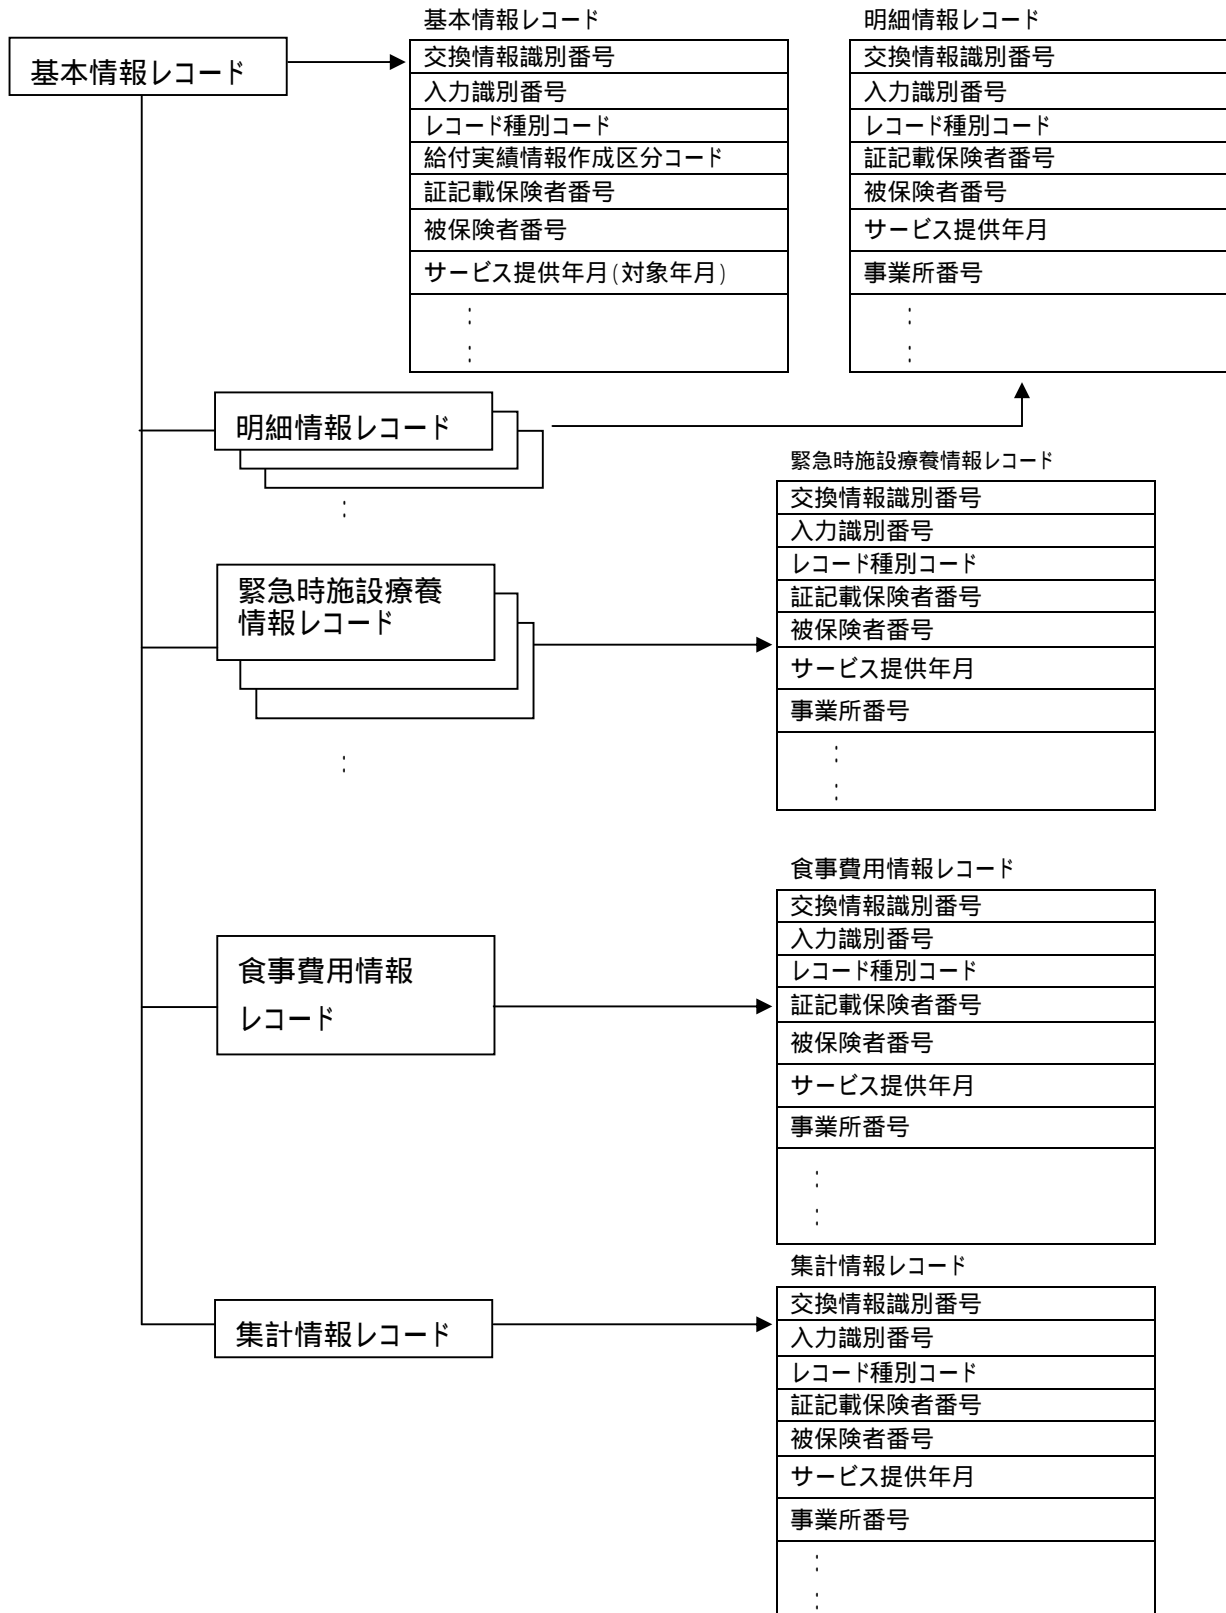 基本情報レコード
基本情報レコード
交換情報識別番号
入力識別番号
レコード種別コード
給付実績情報作成区分コード
証記載保険者番号
被保険者番号
サービス提供年月(対象年月)
:
:
明細情報レコード
交換情報識別番号
入力識別番号
レコード種別コード
証記載保険者番号
被保険者番号
サービス提供年月
事業所番号
:
:
明細情報レコード
:
緊急時施設療養
情報レコード
:
緊急時施設療養情報レコード
交換情報識別番号
入力識別番号
レコード種別コード
証記載保険者番号
被保険者番号
サービス提供年月
事業所番号
:
:
食事費用情報
レコード
食事費用情報レコード
交換情報識別番号
入力識別番号
レコード種別コード
証記載保険者番号
被保険者番号
サービス提供年月
事業所番号
:
:
集計情報レコード
集計情報レコード
交換情報識別番号
入力識別番号
レコード種別コード
証記載保険者番号
被保険者番号
サービス提供年月
事業所番号
:
: